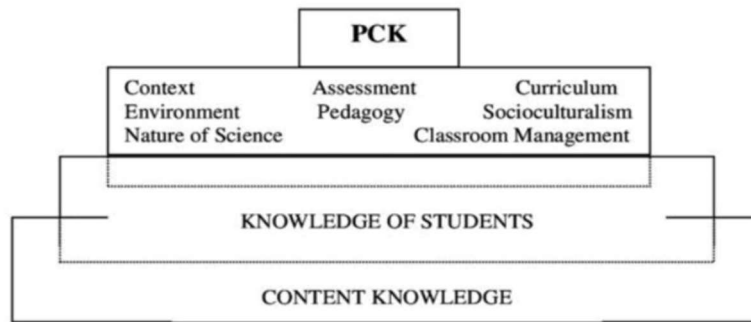 PCK
Context Assessment Curriculum
Environment Pedagogy Socioculturalism
Nature of Science Classroom Management
KNOWLEDGE OF STUDENTS
CONTENT KNOWLEDGE